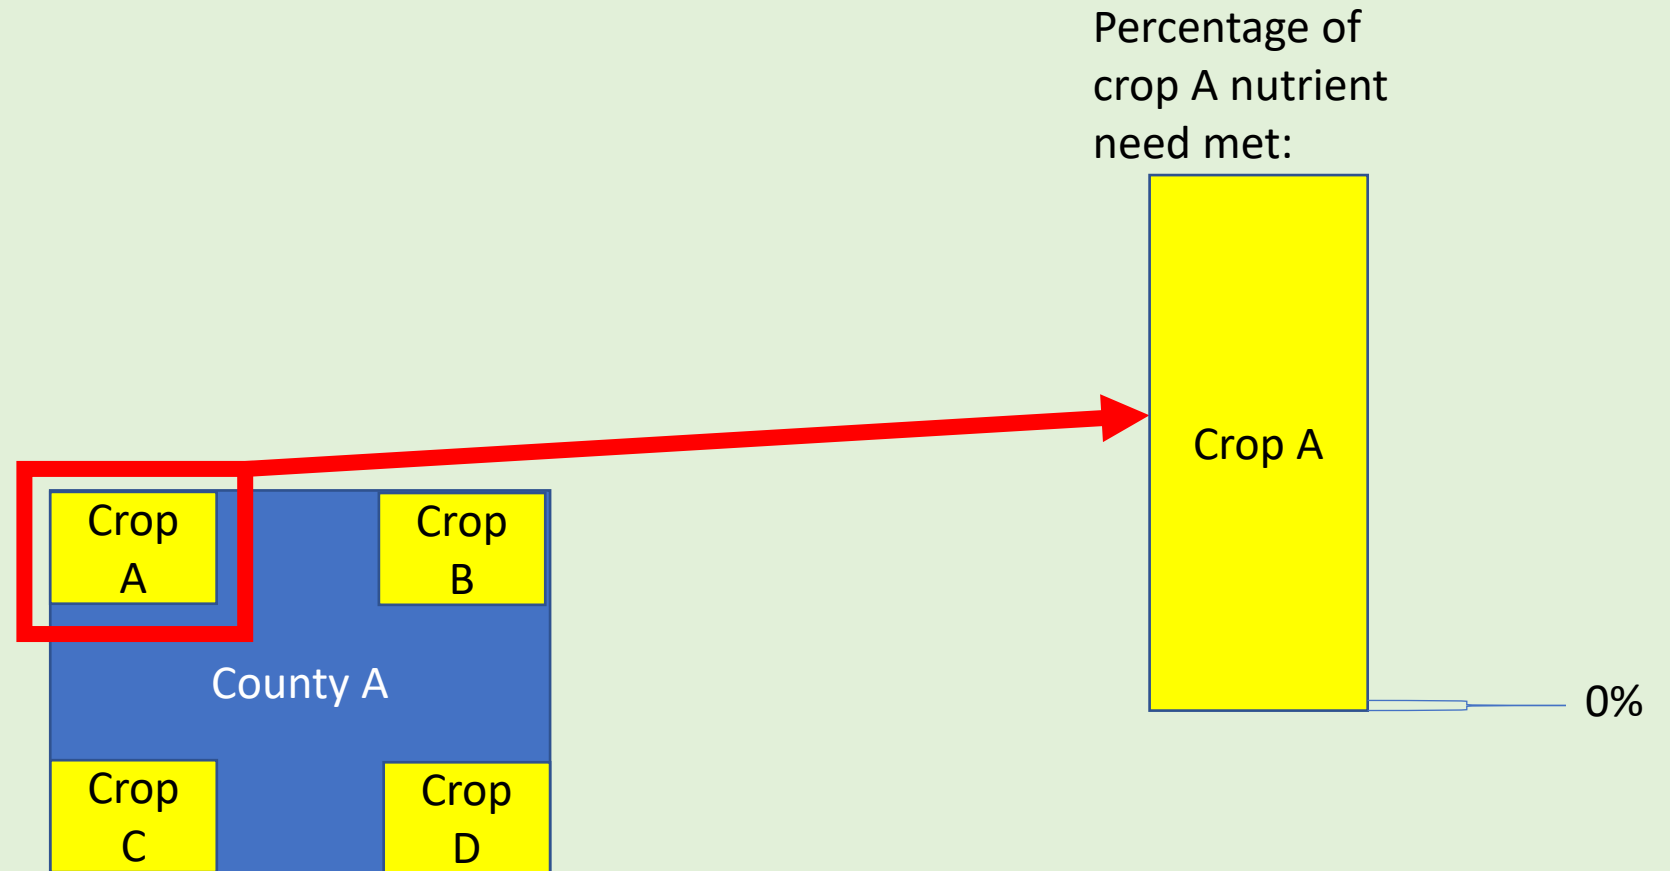 Percentage of
crop A nutrient
need met:
Crop A
Crop
A
Crop
B
County A
0%
Crop
C
Crop
D